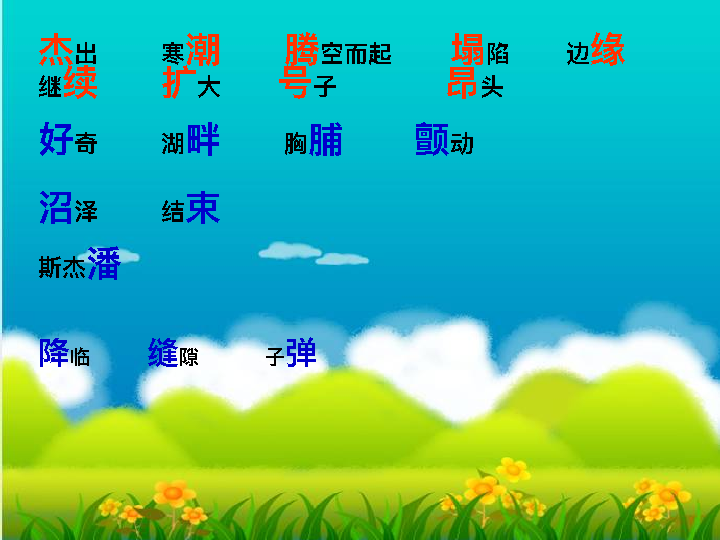 杰出 寒潮 腾空而起 塌陷 边缘
继续 扩大 号子 昂头
好奇 湖畔 胸脯 颤动
沼泽 结束
斯杰潘
降临 缝隙 子弹